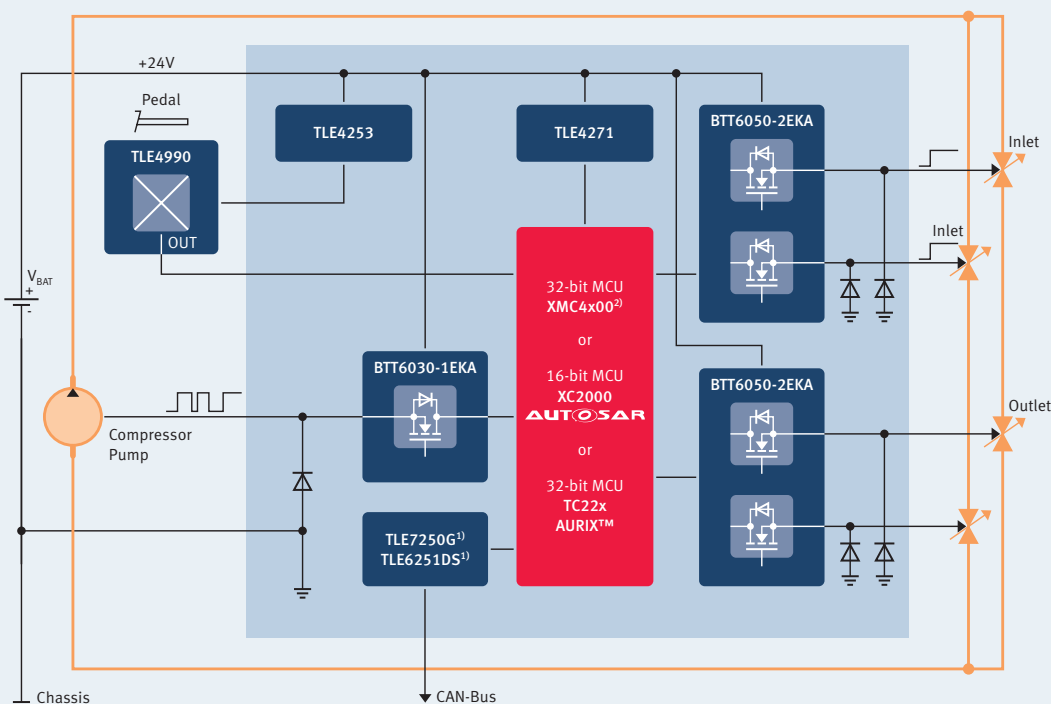 +24V
Pedal
TLE4990
OUT
TLE4253
TLE4271
BTT6050-2EKA
Inlet
Inlet
V_BAT
+
-
32-bit MCU
XMC4x00²⁾
or
16-bit MCU
XC2000
AUTOSAR
or
32-bit MCU
TC22x
AURIX™
BTT6030-1EKA
BTT6050-2EKA
Outlet
Compressor
Pump
TLE7250G¹⁾
TLE6251DS¹⁾
Chassis
CAN-Bus